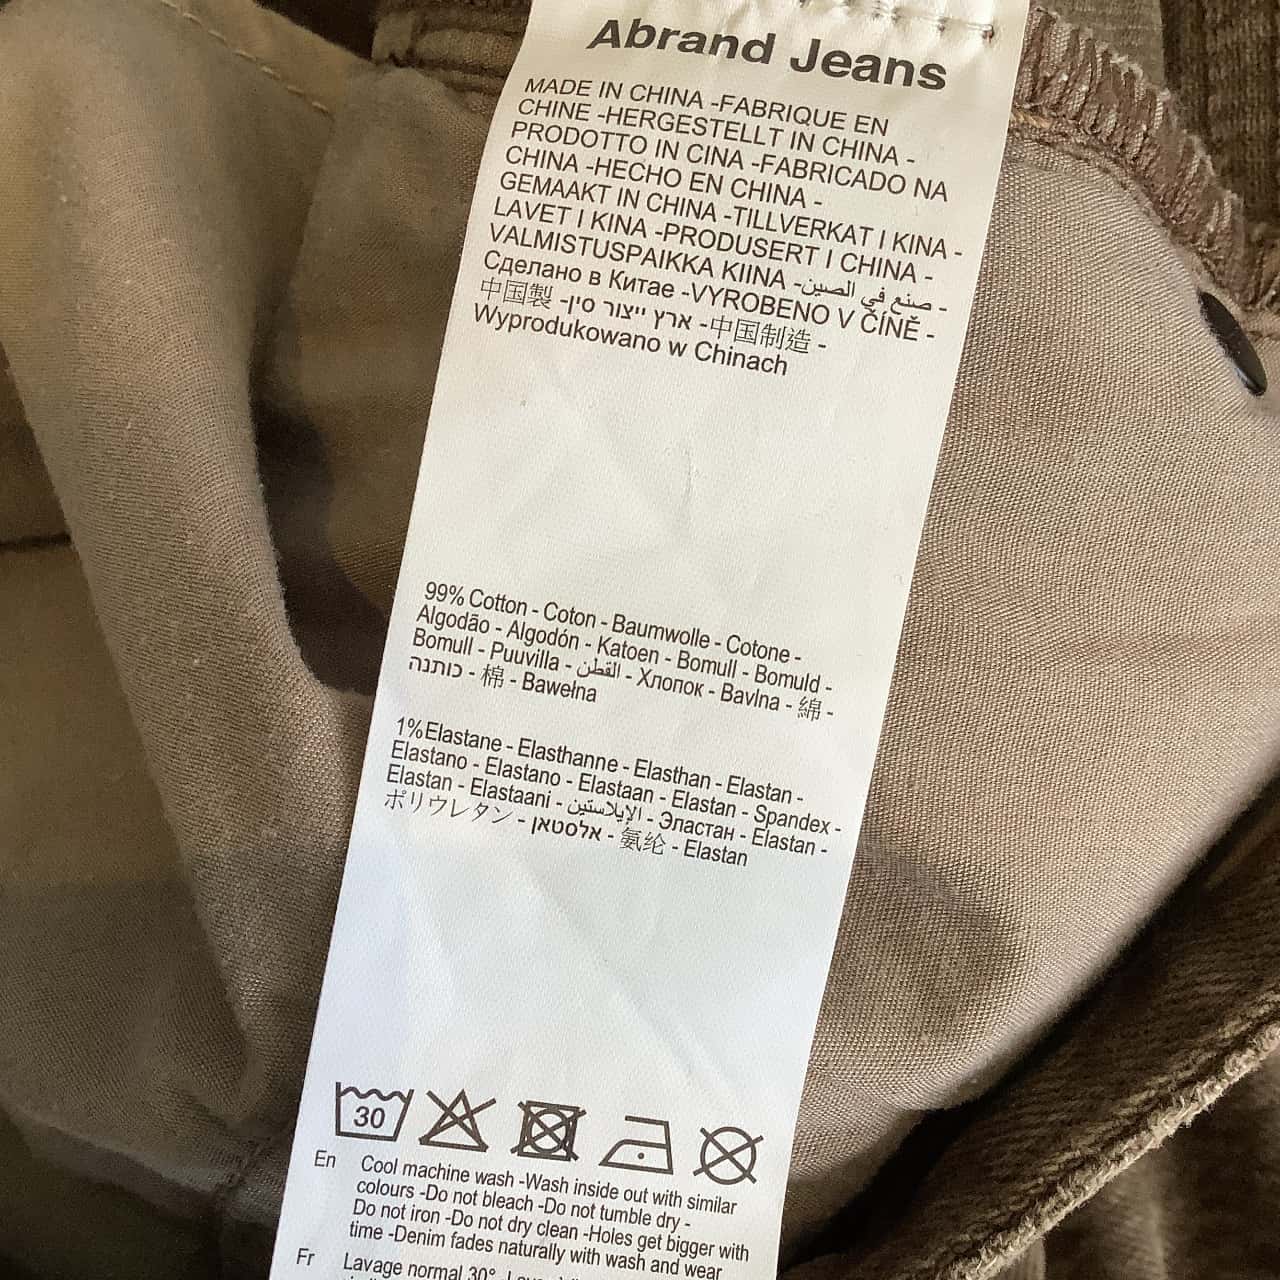 Abrand Jeans
MADE IN CHINA -FABRIQUE EN
CHINE -HERGESTELLT IN CHINA -
PRODOTTO IN CINA -FABRICADO NA
CHINA -HECHO EN CHINA -
GEMAAKT IN CHINA -TILLVERKAT I KINA -
LAVET I KINA -PRODUSERT I CHINA -
VALMISTUSPAIKKA KIINA -صنع في الصين -
Сделано в Китае -VYROBENO V ČÍNĚ -
中国製 -ארץ ייצור סין -中国制造 -
Wyprodukowano w Chinach
99% Cotton - Coton - Baumwolle - Cotone -
Algodão - Algodón - Katoen - Bomull - Bomuld -
Bomull - Puuvilla - القطن - Хлопок - Bavlna - 綿 -
כותנה - 棉 - Bawełna
1%Elastane - Elasthanne - Elasthan - Elastan -
Elastano - Elastano - Elastaan - Elastan - Spandex -
Elastan - Elastaani - الإيلاستين - Эластан - Elastan -
ポリウレタン - אלסטאן - 氨纶 - Elastan
30
En Cool machine wash -Wash inside out with similar
colours -Do not bleach -Do not tumble dry -
Do not iron -Do not dry clean -Holes get bigger with
time -Denim fades naturally with wash and wear
Fr Lavage normal 30°